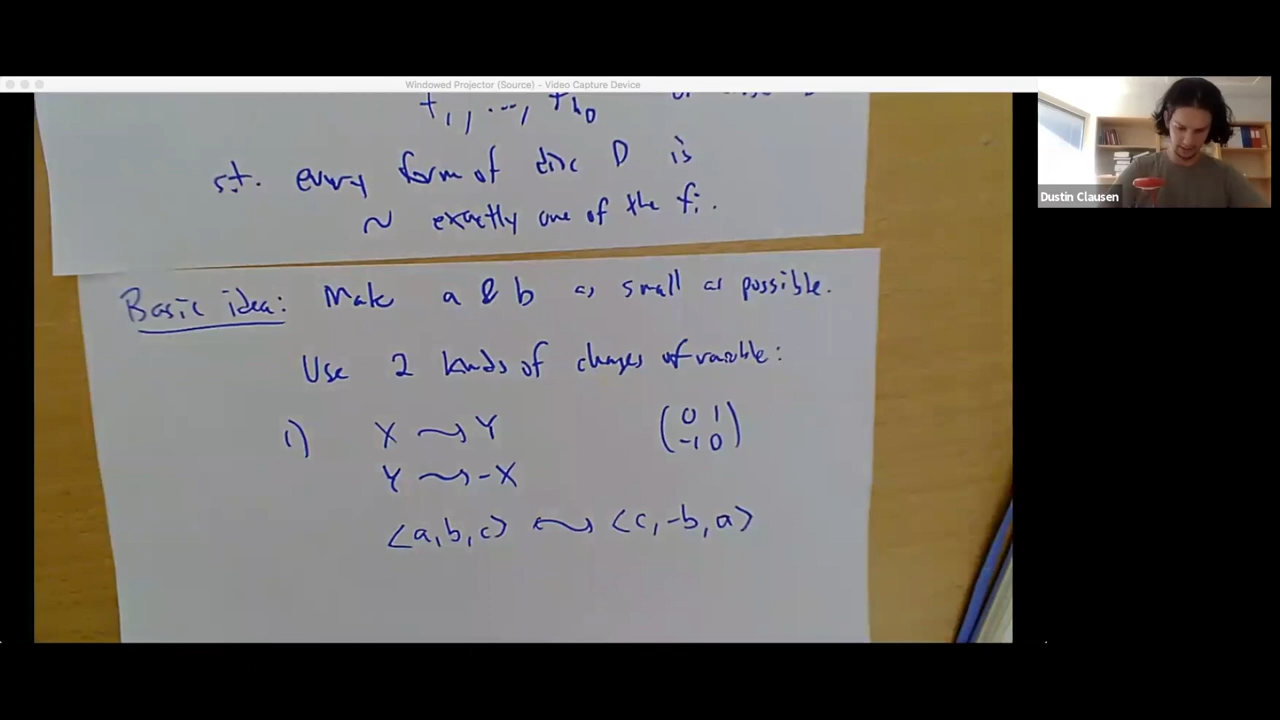 Windowed Projector (Source) - Video Capture Device
f₁, ..., f_{h_D}
s.t. every form of disc D is
~ exactly one of the fᵢ.
Basic idea: Make a & b as small as possible.
Use 2 kinds of changes of variable:
1) X ⇝ Y (0 1
Y ⇝ -X -1 0)
<a, b, c> ↭ <c, -b, a>
Dustin Clausen